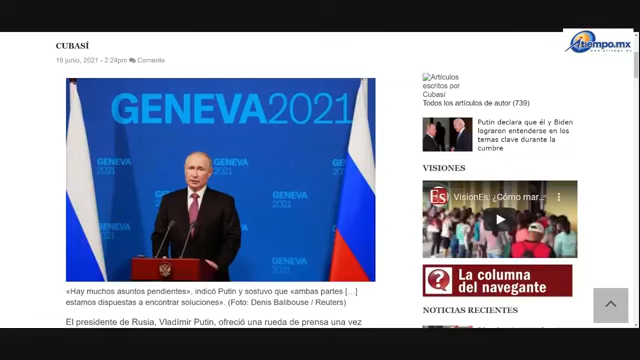 atiempo.mx
CUBASÍ
16 junio, 2021 - 2:24pm Comente
GENEVA2021
GENEVA
2021
GENEVA
2021
GENEVA
2021
«Hay muchos asuntos pendientes», indicó Putin y sostuvo que «ambas partes [...]
estamos dispuestas a encontrar soluciones». (Foto: Denis Balibouse / Reuters)
El presidente de Rusia, Vladímir Putin, ofreció una rueda de prensa una vez
Artículos
escritos por
Cubasí
Todos los artículos de autor (739)
Putin declara que él y Biden
lograron entenderse en los
temas clave durante la
cumbre
VISIONES
Es
VisionEs: ¿Cómo mar...
La columna
del navegante
NOTICIAS RECIENTES